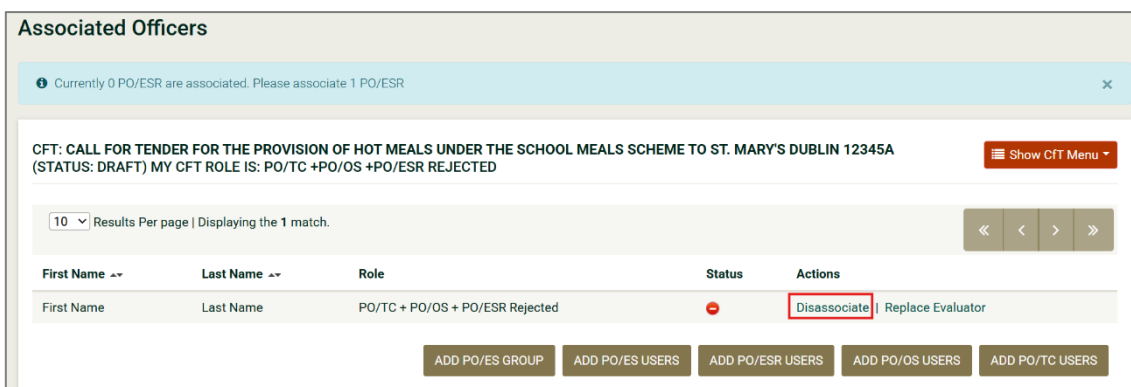 Associated Officers
Currently 0 PO/ESR are associated. Please associate 1 PO/ESR
×
CFT: CALL FOR TENDER FOR THE PROVISION OF HOT MEALS UNDER THE SCHOOL MEALS SCHEME TO ST. MARY'S DUBLIN 12345A
(STATUS: DRAFT) MY CFT ROLE IS: PO/TC +PO/OS +PO/ESR REJECTED
Show CfT Menu
10 Results Per page | Displaying the 1 match.
« < > »
First Name Last Name Role Status Actions
First Name Last Name PO/TC + PO/OS + PO/ESR Rejected Disassociate | Replace Evaluator
ADD PO/ES GROUP ADD PO/ES USERS ADD PO/ESR USERS ADD PO/OS USERS ADD PO/TC USERS